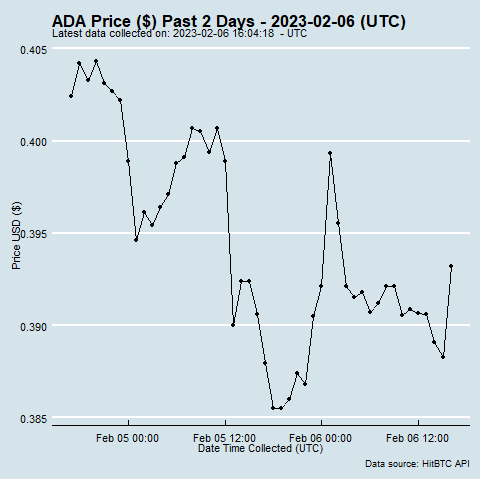 ADA Price ($) Past 2 Days - 2023-02-06 (UTC)
Latest data collected on: 2023-02-06 16:04:18 - UTC
0.405
0.400
0.395
0.390
0.385
Price USD ($)
Feb 05 00:00 Feb 05 12:00 Feb 06 00:00 Feb 06 12:00
Date Time Collected (UTC)
Data source: HitBTC API